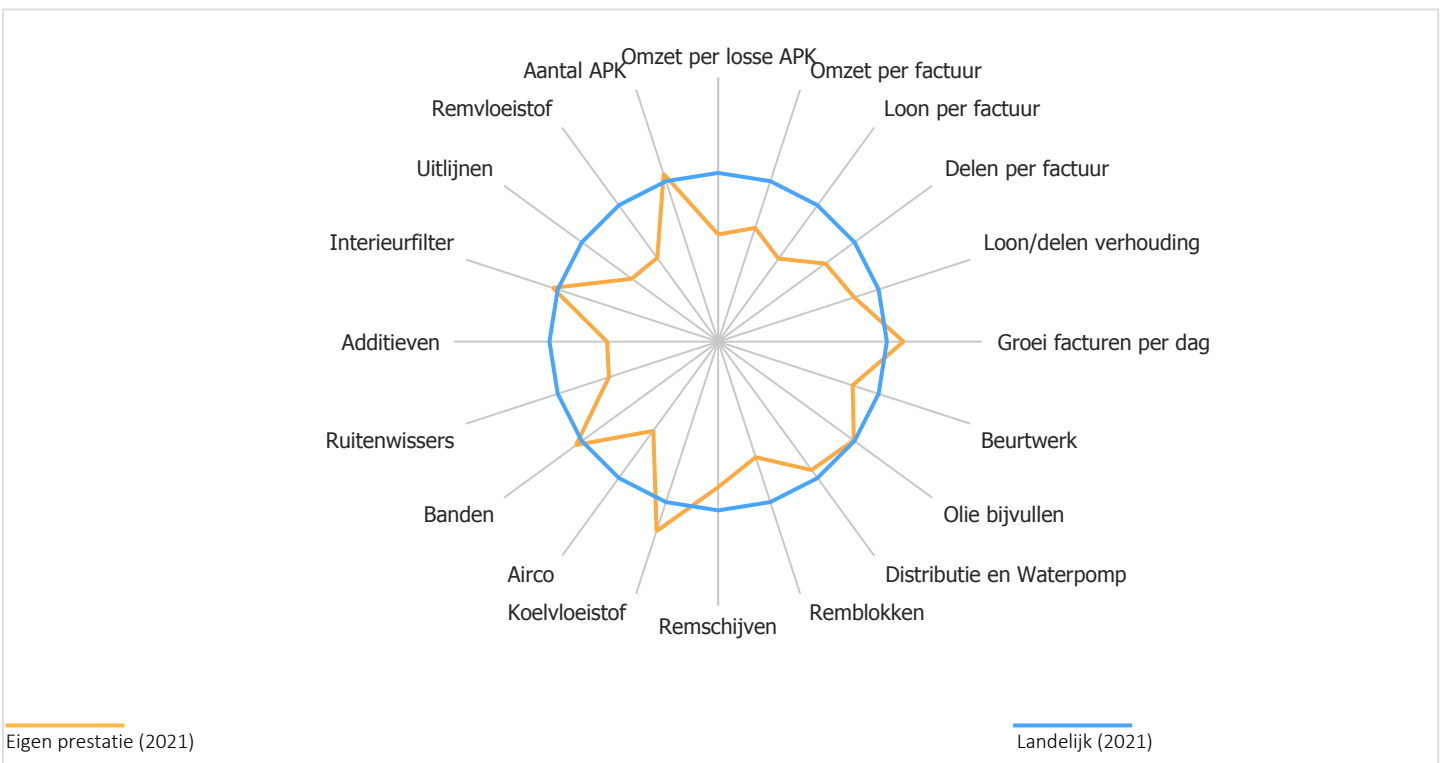 Omzet per losse APK
Omzet per factuur
Loon per factuur
Delen per factuur
Loon/delen verhouding
Groei facturen per dag
Beurtwerk
Olie bijvullen
Distributie en Waterpomp
Remblokken
Remschijven
Koelvloeistof
Airco
Banden
Ruitenwissers
Additieven
Interieurfilter
Uitlijnen
Remvloeistof
Aantal APK
Eigen prestatie (2021)
Landelijk (2021)